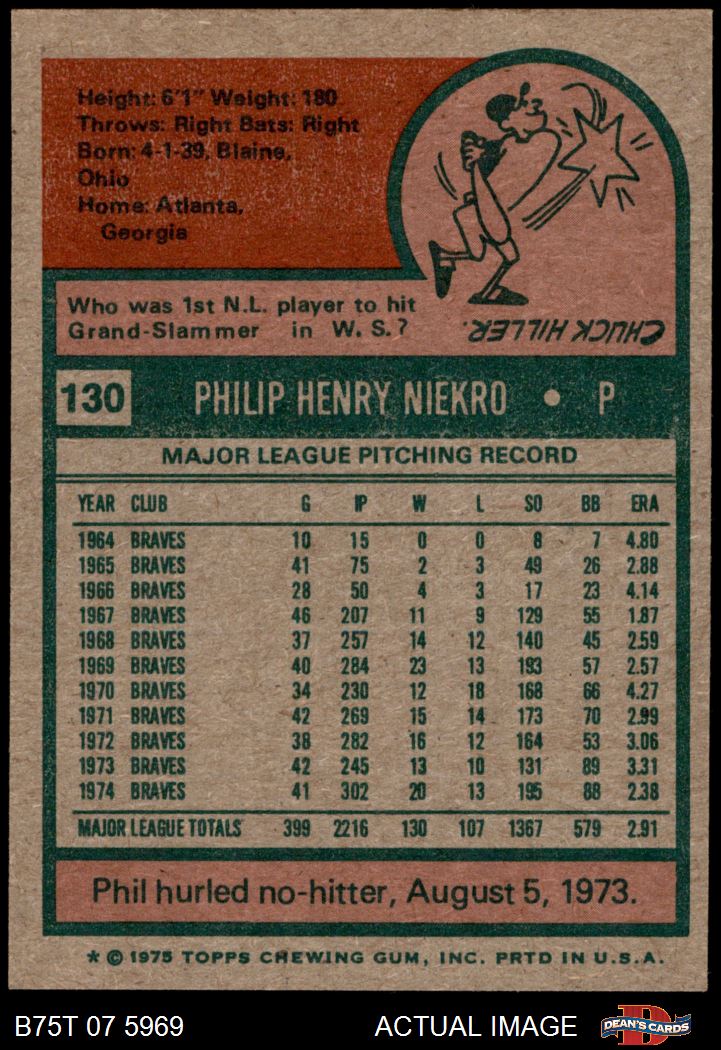 Height: 6'1" Weight: 180
Throws: Right Bats: Right
Born: 4-1-39, Blaine,
Ohio
Home: Atlanta,
Georgia
Who was 1st N.L. player to hit
Grand-Slammer in W. S.?
CHUCK HILLER.
130 PHILIP HENRY NIEKRO • P
MAJOR LEAGUE PITCHING RECORD
YEAR CLUB G IP W L SO BB ERA
1964 BRAVES 10 15 0 0 8 7 4.80
1965 BRAVES 41 75 2 3 49 26 2.88
1966 BRAVES 28 50 4 3 17 23 4.14
1967 BRAVES 46 207 11 9 129 55 1.87
1968 BRAVES 37 257 14 12 140 45 2.59
1969 BRAVES 40 284 23 13 193 57 2.57
1970 BRAVES 34 230 12 18 168 66 4.27
1971 BRAVES 42 269 15 14 173 70 2.99
1972 BRAVES 38 282 16 12 164 53 3.06
1973 BRAVES 42 245 13 10 131 89 3.31
1974 BRAVES 41 302 20 13 195 88 2.38
MAJOR LEAGUE TOTALS 399 2216 130 107 1367 579 2.91
Phil hurled no-hitter, August 5, 1973.
* © 1975 TOPPS CHEWING GUM, INC. PRTD IN U.S.A.
B75T 07 5969 ACTUAL IMAGE D DEAN'S CARDS